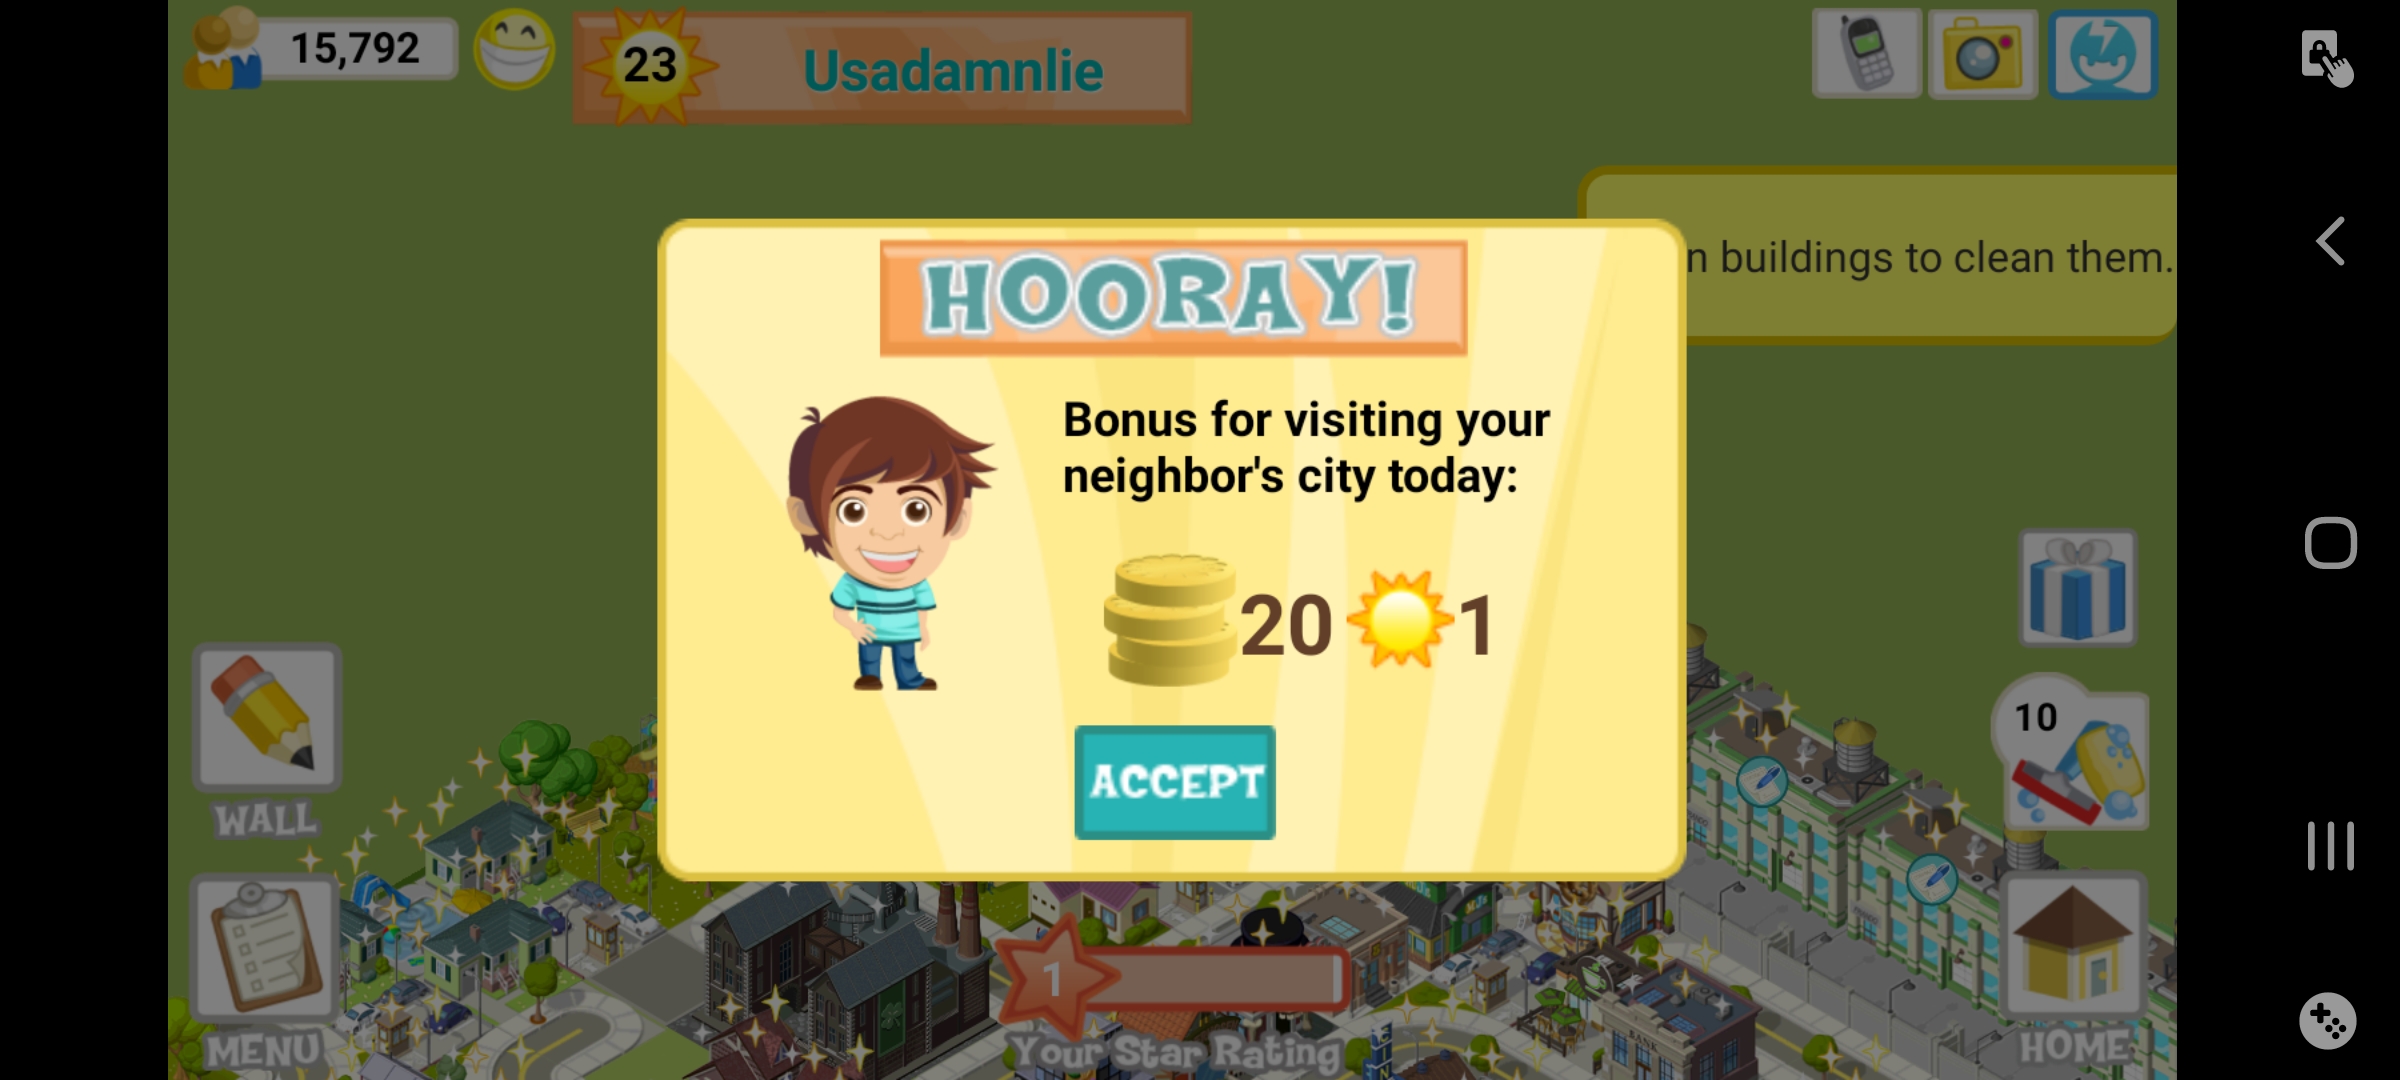 15,792
23
Usadamnlie
n buildings to clean them.
HOORAY!
Bonus for visiting your
neighbor's city today:
20 1
ACCEPT
10
WALL
MENU
1
Your Star Rating
HOME
BANK